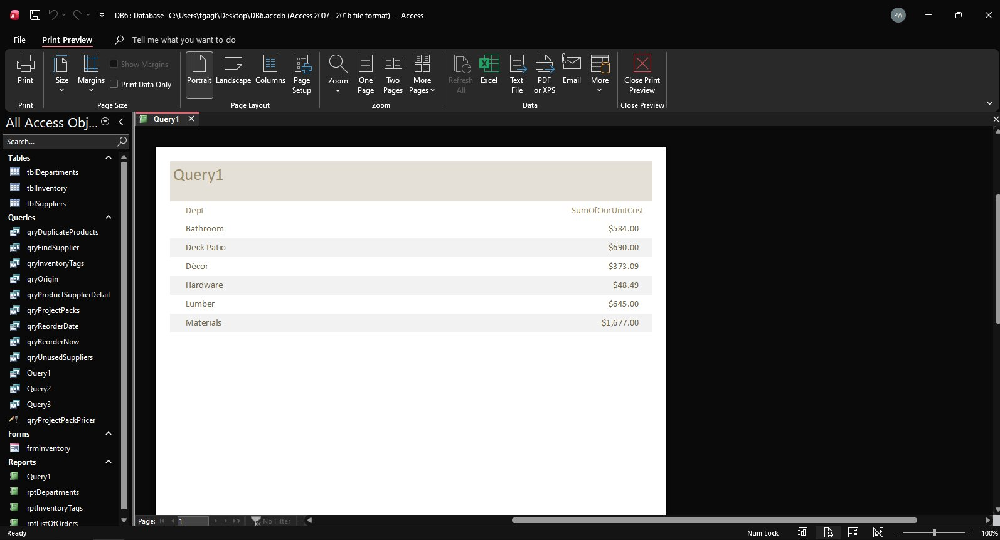 DB6 : Database- C:\Users\fgagf\Desktop\DB6.accdb (Access 2007 - 2016 file format) - Access
PA
File Print Preview Tell me what you want to do
Print
Size
Margins
Show Margins
Print Data Only
Portrait
Landscape
Columns
Page Setup
Zoom
One Page
Two Pages
More Pages
Refresh All
Excel
Text File
PDF or XPS
Email
More
Close Print Preview
Print Page Size Page Layout Zoom Data Close Preview
All Access Obj...
Search...
Tables
tblDepartments
tblInventory
tblSuppliers
Queries
qryDuplicateProducts
qryFindSupplier
qryInventoryTags
qryOrigin
qryProductSupplierDetail
qryProjectPacks
qryReorderDate
qryReorderNow
qryUnusedSuppliers
Query1
Query2
Query3
qryProjectPackPricer
Forms
frmInventory
Reports
Query1
rptDepartments
rptInventoryTags
rptListOfOrders
Query1
Query1
Dept SumOfOurUnitCost
Bathroom $584.00
Deck Patio $690.00
Décor $373.09
Hardware $48.49
Lumber $645.00
Materials $1,677.00
Page: 1 No Filter
Ready Num Lock 100%